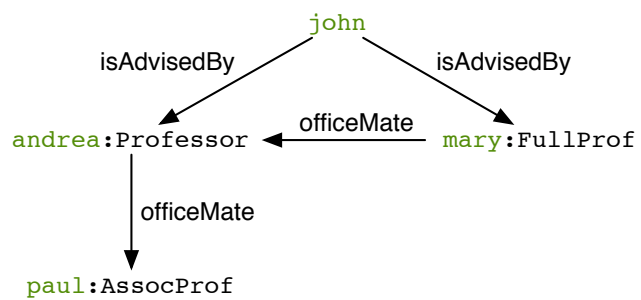 john
isAdvisedBy
isAdvisedBy
andrea:Professor
officeMate
mary:FullProf
officeMate
paul:AssocProf